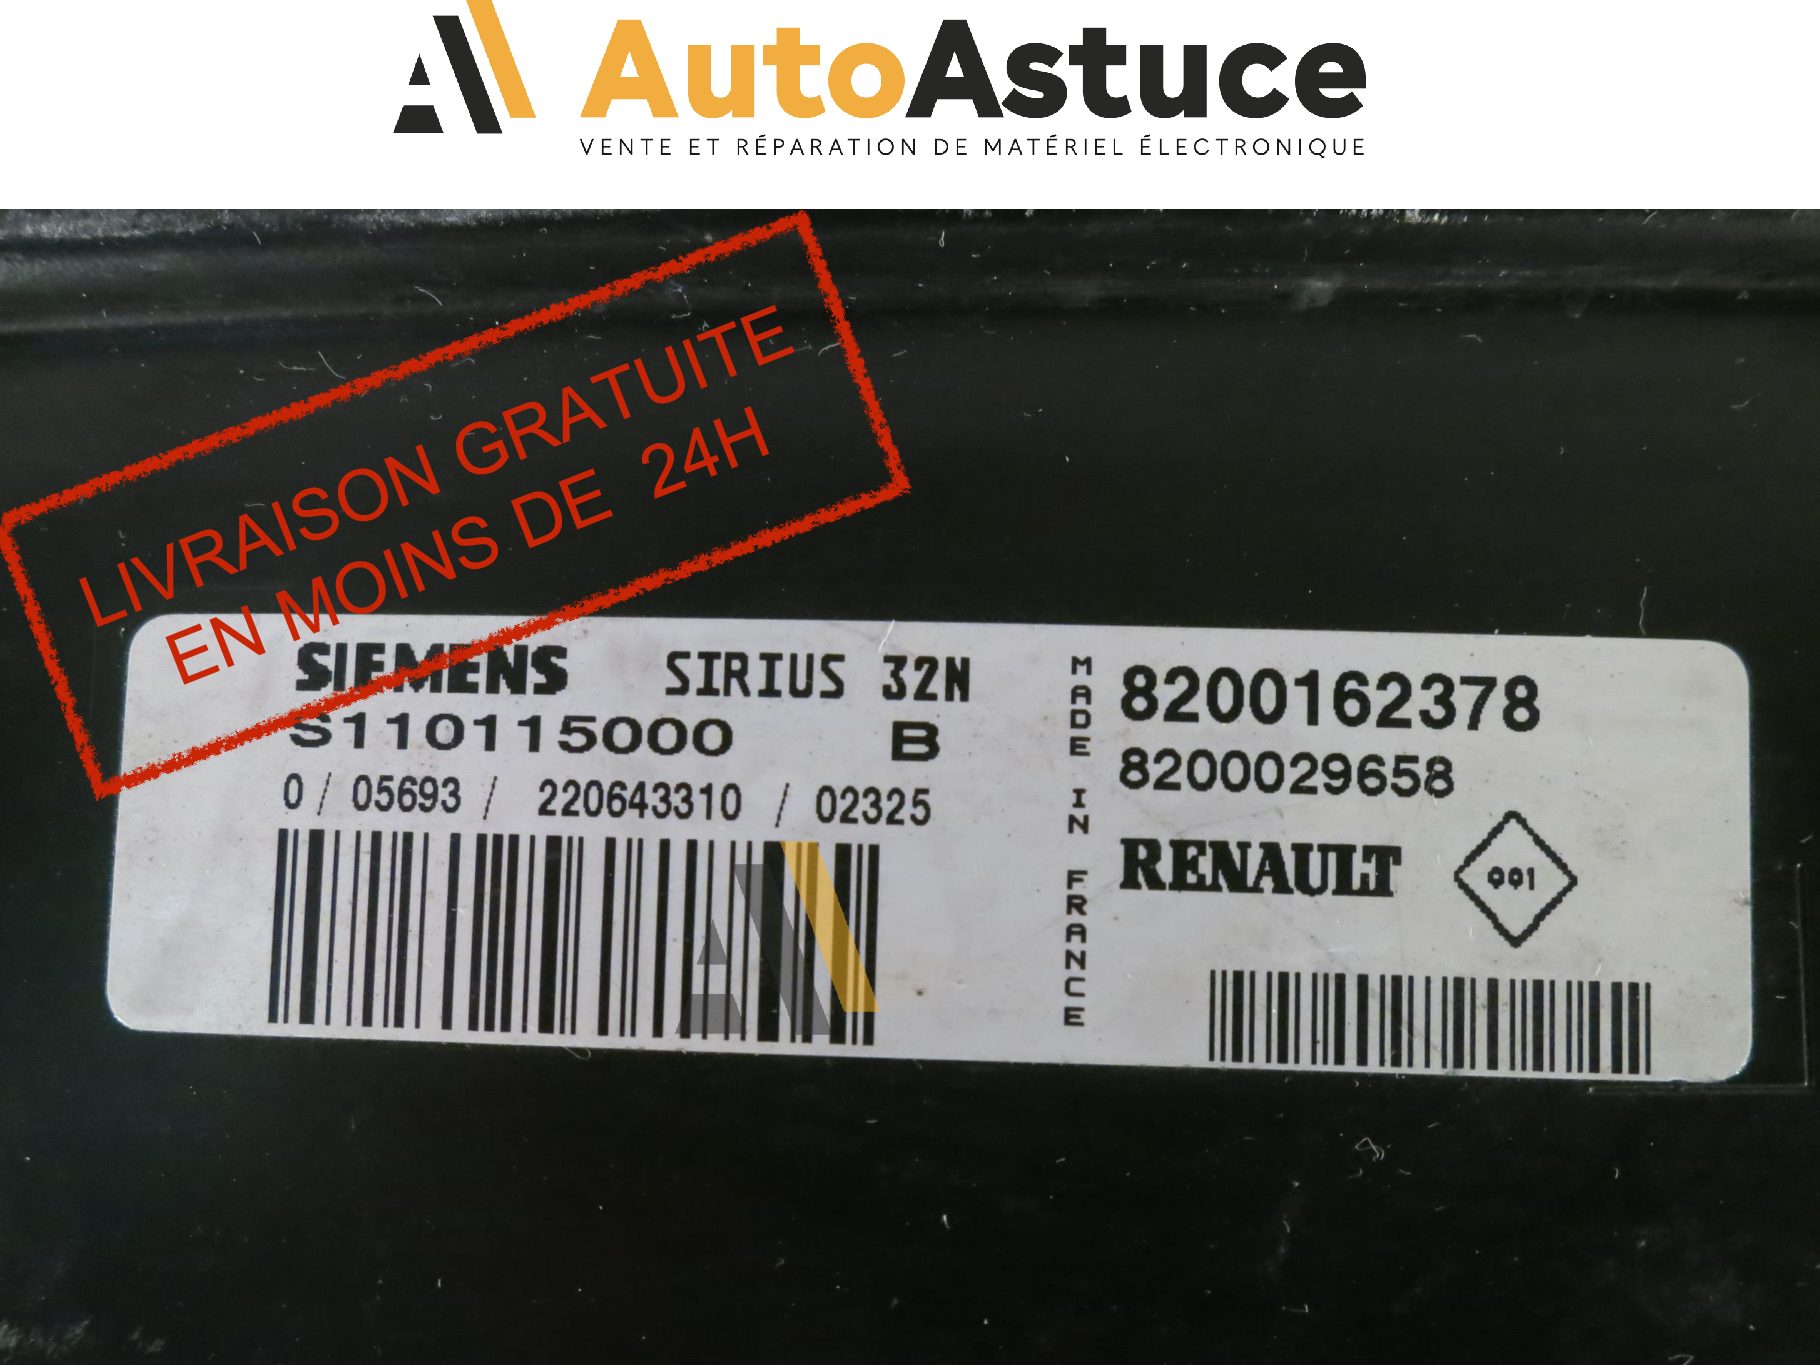 AutoAstuce
VENTE ET RÉPARATION DE MATÉRIEL ÉLECTRONIQUE
LIVRAISON GRATUITE
EN MOINS DE 24H
SIEMENS SIRIUS 32N
S110115000 B
0 / 05693 / 220643310 / 02325
MADE IN FRANCE
8200162378
8200029658
RENAULT
001